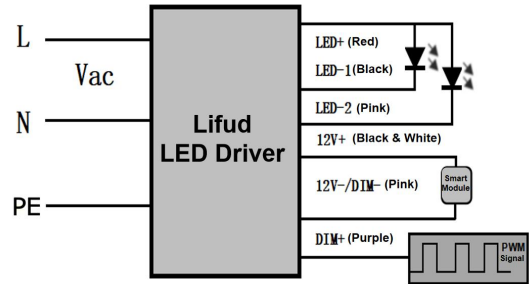 L
Vac
N
PE
Lifud
LED Driver
LED+ (Red)
LED-1(Black)
LED-2 (Pink)
12V+ (Black & White)
12V-/DIM- (Pink)
DIM+ (Purple)
Smart
Module
PWM
Signal